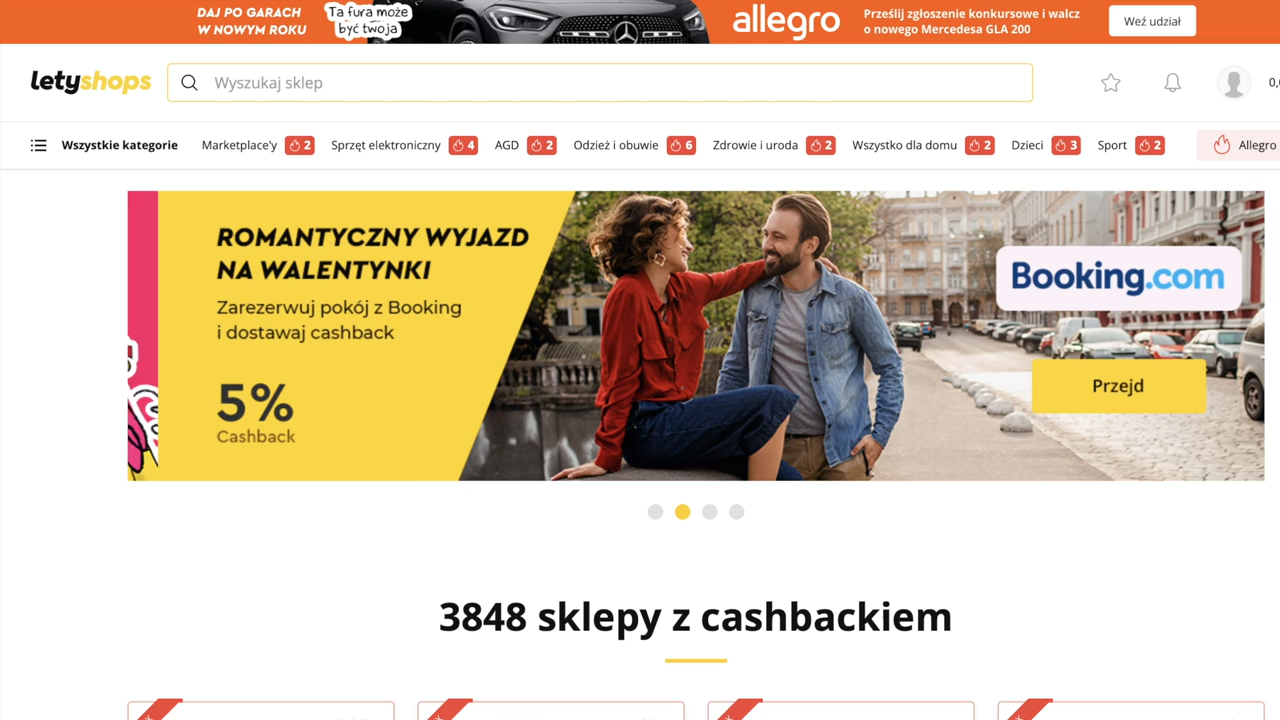 DAJ PO GARACH
W NOWYM ROKU
Ta fura może
być twoja
allegro
Prześlij zgłoszenie konkursowe i walcz
o nowego Mercedesa GLA 200
Weź udział
letyshops
Wyszukaj sklep
Wszystkie kategorie
Marketplace'y 2
Sprzęt elektroniczny 4
AGD 2
Odzież i obuwie 6
Zdrowie i uroda 2
Wszystko dla domu 2
Dzieci 3
Sport 2
Allegro
ROMANTYCZNY WYJAZD
NA WALENTYNKI
Zarezerwuj pokój z Booking
i dostawaj cashback
5%
Cashback
Booking.com
Przejd
3848 sklepy z cashbackiem